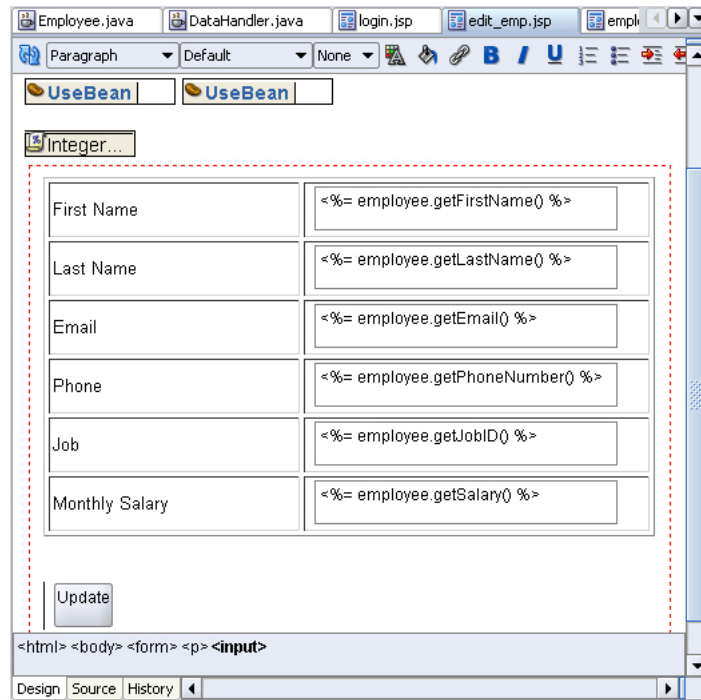 Employee.java DataHandler.java login.jsp edit_emp.jsp empl
Paragraph Default None B I U
UseBean UseBean
Integer...
First Name <%= employee.getFirstName() %>
Last Name <%= employee.getLastName() %>
Email <%= employee.getEmail() %>
Phone <%= employee.getPhoneNumber() %>
Job <%= employee.getJobID() %>
Monthly Salary <%= employee.getSalary() %>
Update
<html> <body> <form> <p> <input>
Design Source History